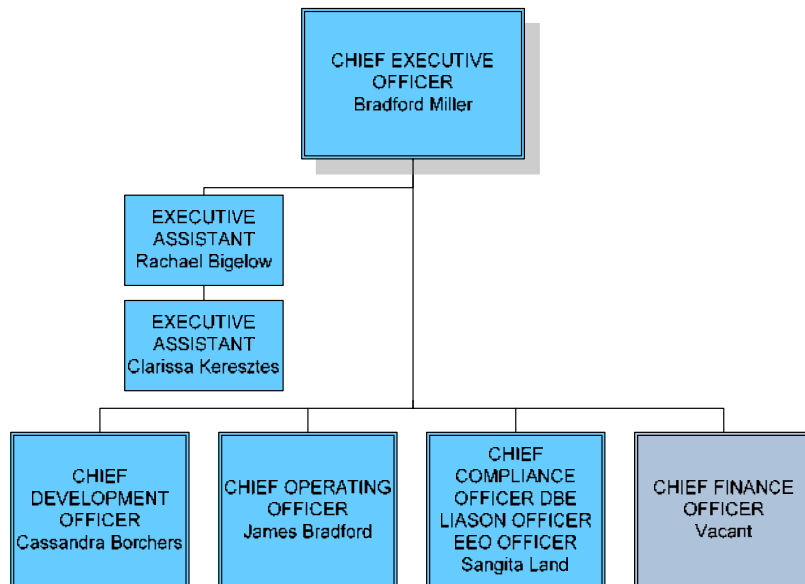 CHIEF EXECUTIVE
OFFICER
Bradford Miller
EXECUTIVE
ASSISTANT
Rachael Bigelow
EXECUTIVE
ASSISTANT
Clarissa Keresztes
CHIEF
DEVELOPMENT
OFFICER
Cassandra Borchers
CHIEF OPERATING
OFFICER
James Bradford
CHIEF
COMPLIANCE
OFFICER DBE
LIASON OFFICER
EEO OFFICER
Sangita Land
CHIEF FINANCE
OFFICER
Vacant